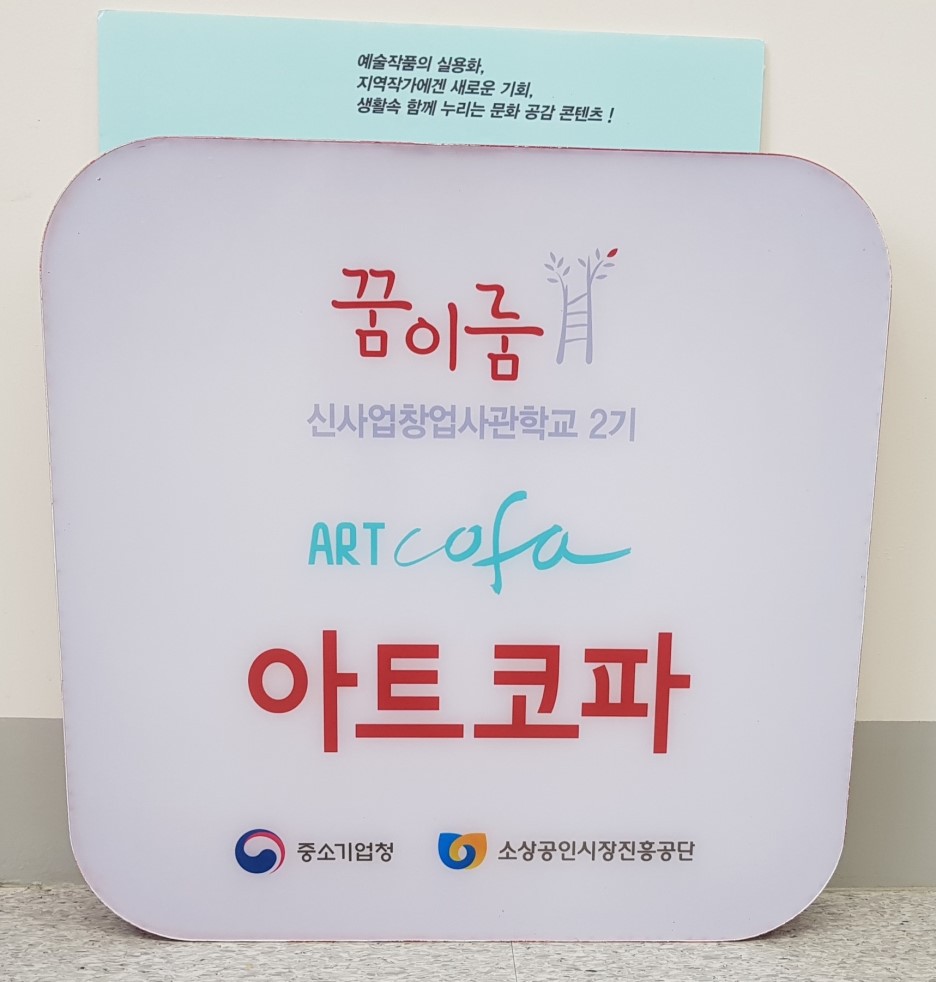 예술작품의 실용화,
지역작가에겐 새로운 기회,
생활속 함께 누리는 문화 공감 콘텐츠 !
꿈이룸
신사업창업사관학교 2기
ART cofa
아트코파
중소기업청 소상공인시장진흥공단